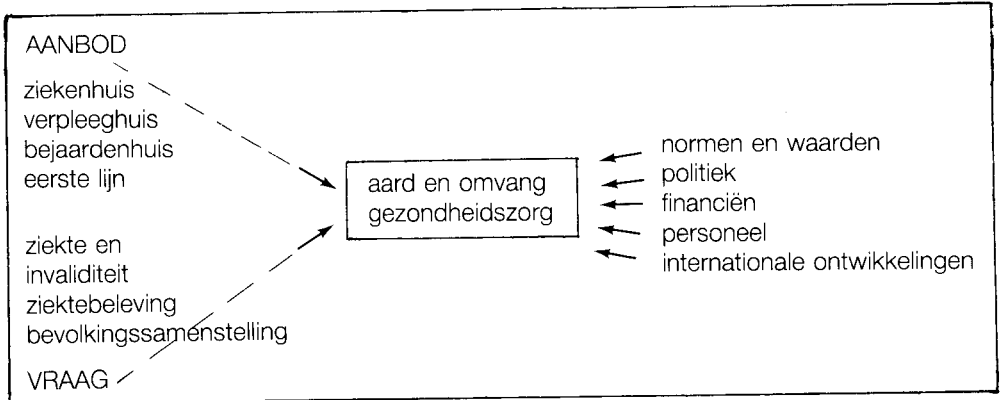 AANBOD
ziekenhuis
verpleeghuis
bejaardenhuis
eerste lijn
ziekte en
invaliditeit
ziektebeleving
bevolkingssamenstelling
VRAAG
aard en omvang
gezondheidszorg
normen en waarden
politiek
financiën
personeel
internationale ontwikkelingen